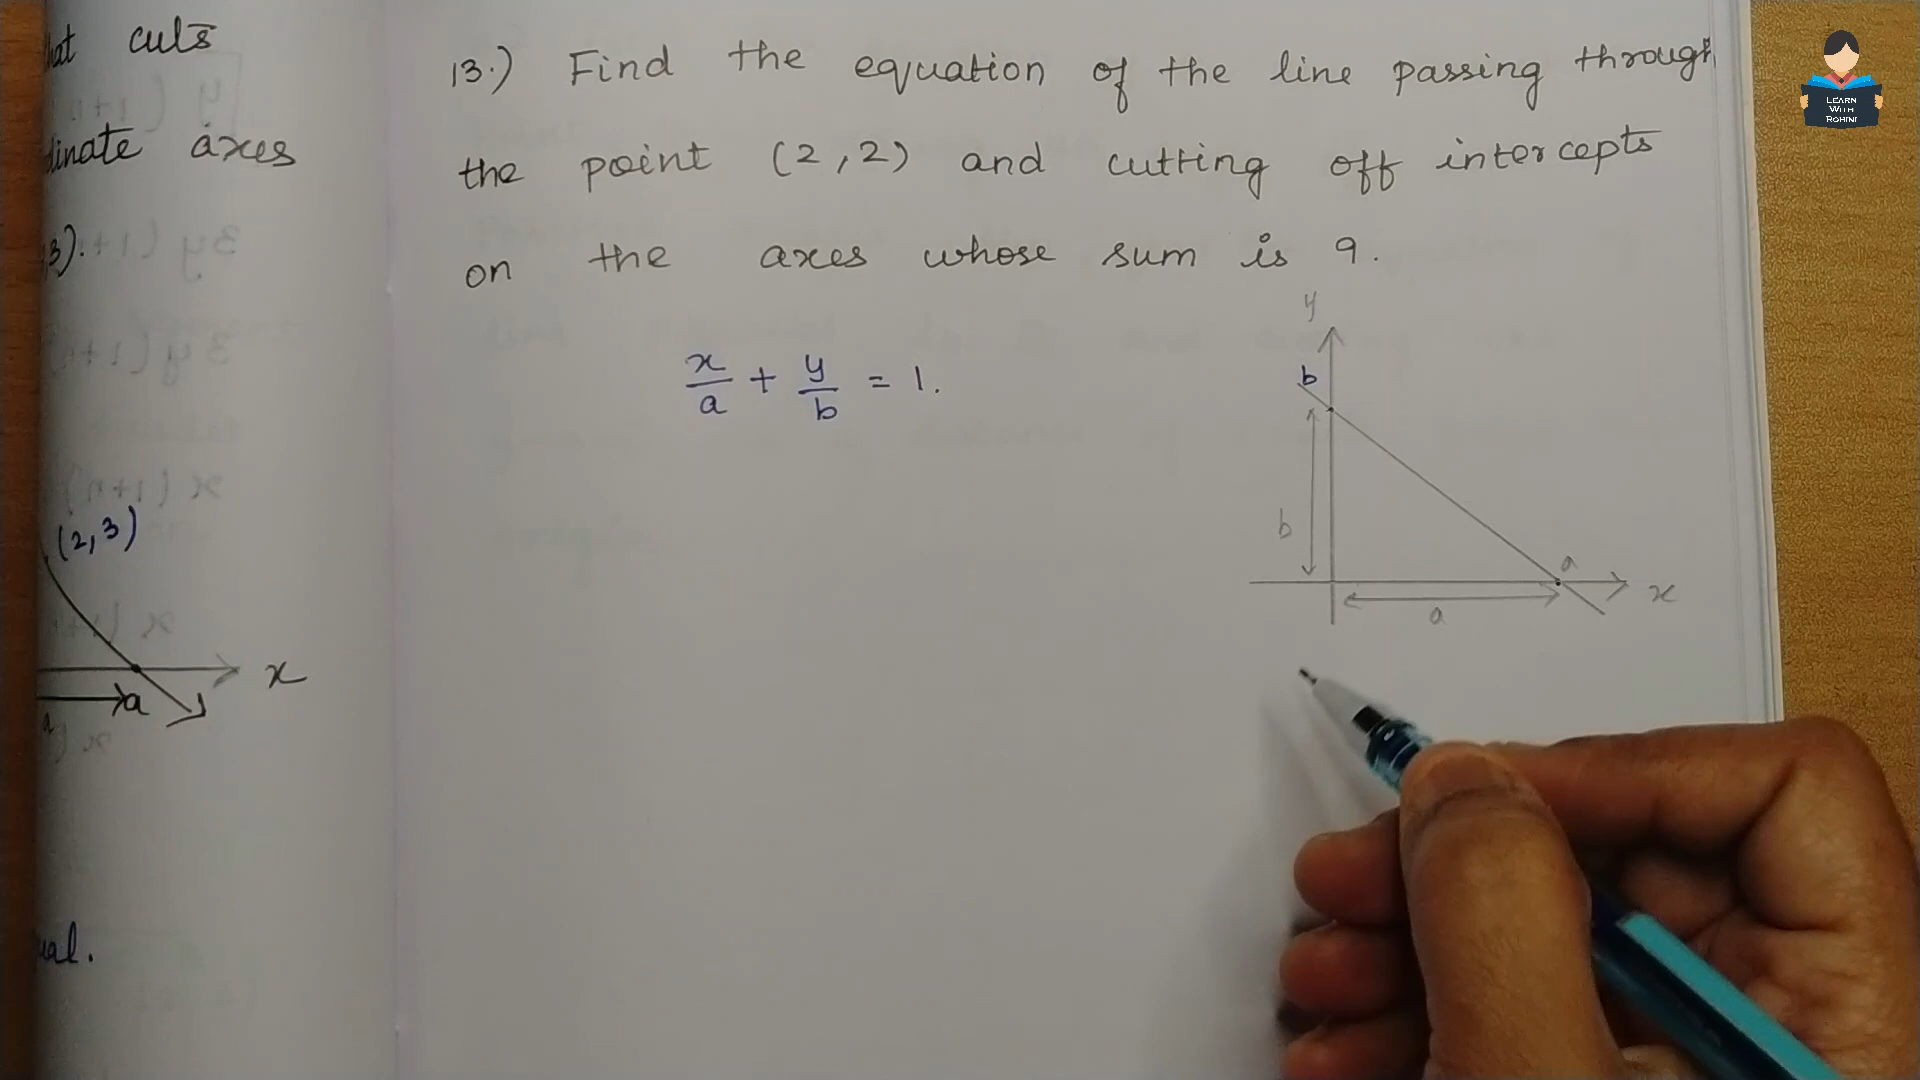 cuts
axes
(2,3)
x
a
13.) Find the equation of the line passing through
the point (2,2) and cutting off intercepts
on the axes whose sum is 9.
x/a + y/b = 1.
y
b
b
a
a
x
LEARN
WITH
ROHINI